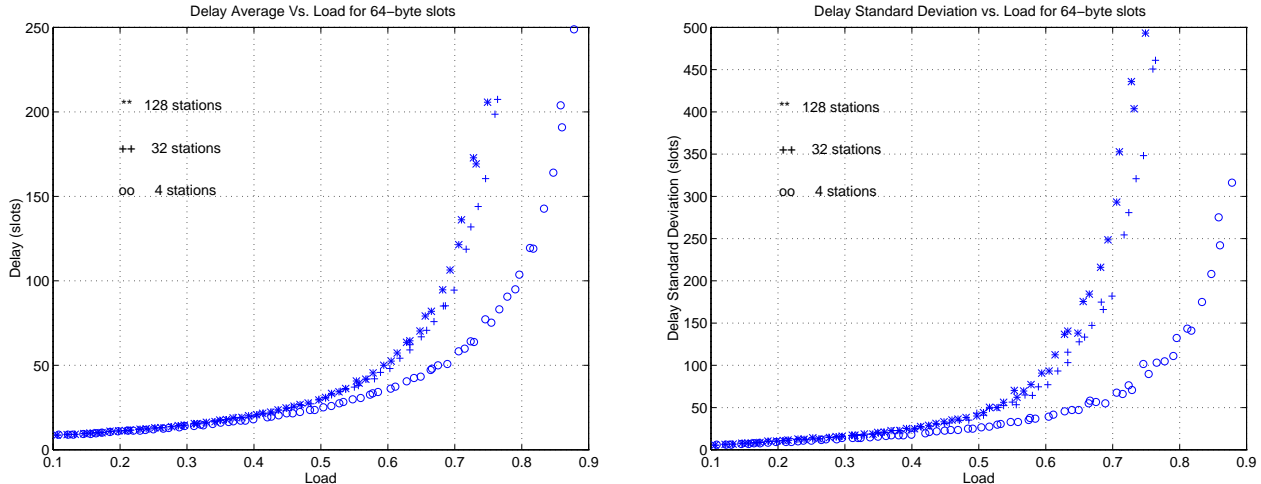 Delay Average Vs. Load for 64−byte slots
250
200
150
100
50
0
Delay (slots)
** 128 stations
++ 32 stations
oo 4 stations
0.1 0.2 0.3 0.4 0.5 0.6 0.7 0.8 0.9
Load
Delay Standard Deviation vs. Load for 64−byte slots
500
450
400
350
300
250
200
150
100
50
0
Delay Standard Deviation (slots)
** 128 stations
++ 32 stations
oo 4 stations
0.1 0.2 0.3 0.4 0.5 0.6 0.7 0.8 0.9
Load